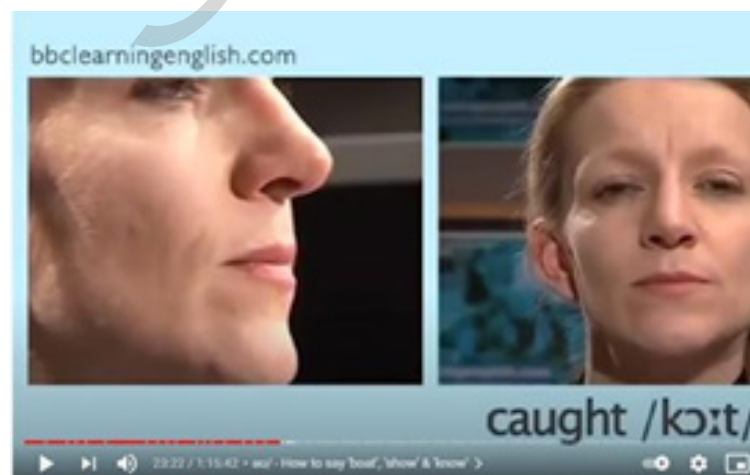 bbclearningenglish.com
caught /kɔːt/
23:22 / 1:15:42 • əʊ/ - How to say 'boat', 'show' & 'know' >